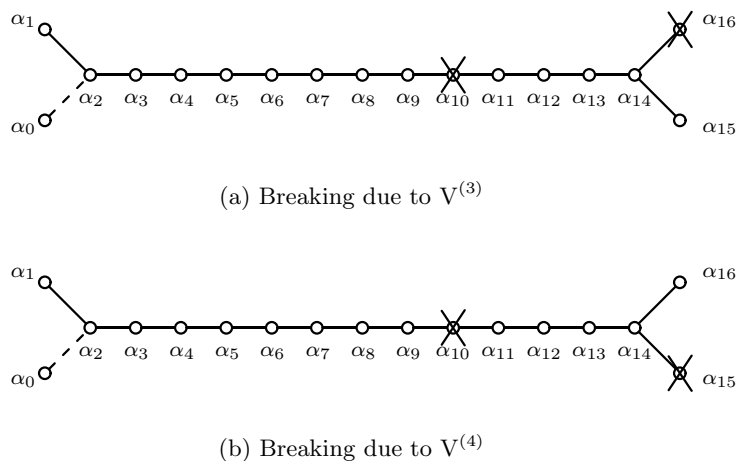 α₁ α₁₆
α₂ α₃ α₄ α₅ α₆ α₇ α₈ α₉ α₁₀ α₁₁ α₁₂ α₁₃ α₁₄
α₀ α₁₅
(a) Breaking due to V⁽³⁾
α₁ α₁₆
α₂ α₃ α₄ α₅ α₆ α₇ α₈ α₉ α₁₀ α₁₁ α₁₂ α₁₃ α₁₄
α₀ α₁₅
(b) Breaking due to V⁽⁴⁾